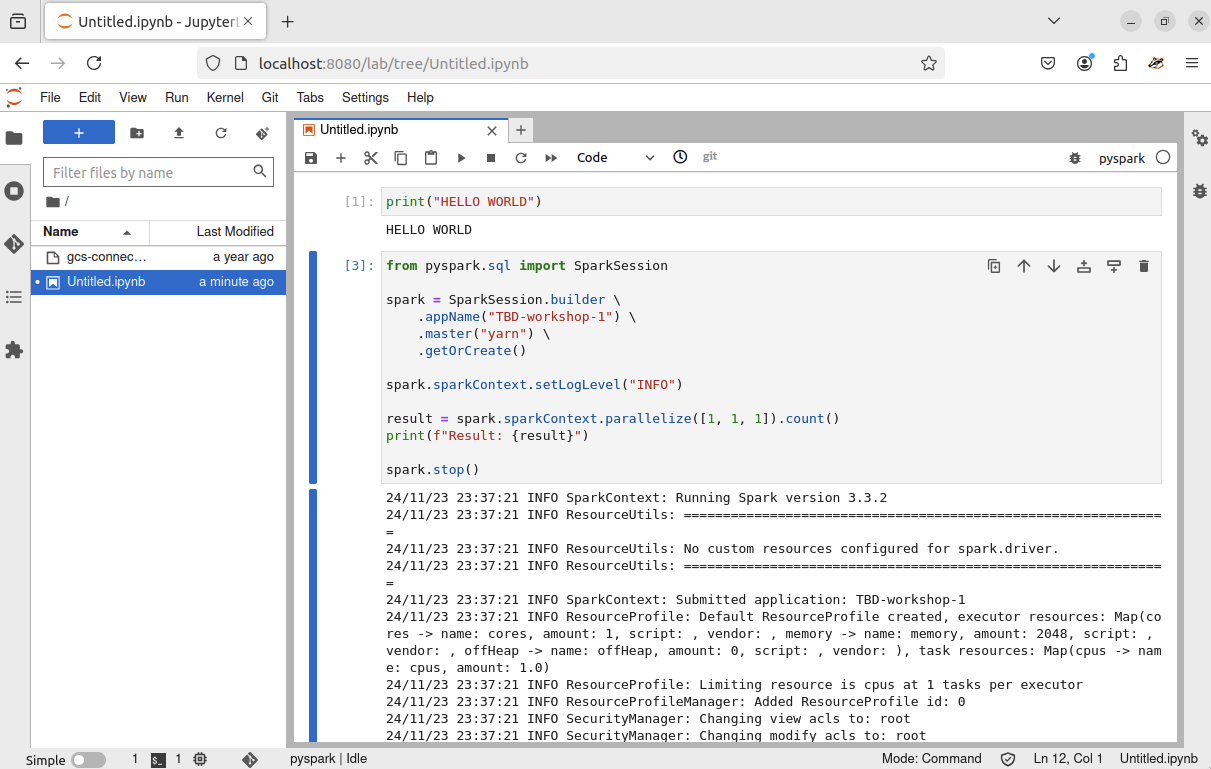 Untitled.ipynb - JupyterL
localhost:8080/lab/tree/Untitled.ipynb
File Edit View Run Kernel Git Tabs Settings Help
Filter files by name
/
Name Last Modified
gcs-connec… a year ago
Untitled.ipynb a minute ago
Untitled.ipynb
Code git pyspark
[1]: print("HELLO WORLD")
HELLO WORLD
[3]: from pyspark.sql import SparkSession
spark = SparkSession.builder \
.appName("TBD-workshop-1") \
.master("yarn") \
.getOrCreate()
spark.sparkContext.setLogLevel("INFO")
result = spark.sparkContext.parallelize([1, 1, 1]).count()
print(f"Result: {result}")
spark.stop()
24/11/23 23:37:21 INFO SparkContext: Running Spark version 3.3.2
24/11/23 23:37:21 INFO ResourceUtils: =============================================================
=
24/11/23 23:37:21 INFO ResourceUtils: No custom resources configured for spark.driver.
24/11/23 23:37:21 INFO ResourceUtils: =============================================================
=
24/11/23 23:37:21 INFO SparkContext: Submitted application: TBD-workshop-1
24/11/23 23:37:21 INFO ResourceProfile: Default ResourceProfile created, executor resources: Map(co
res -> name: cores, amount: 1, script: , vendor: , memory -> name: memory, amount: 2048, script: ,
vendor: , offHeap -> name: offHeap, amount: 0, script: , vendor: ), task resources: Map(cpus -> nam
e: cpus, amount: 1.0)
24/11/23 23:37:21 INFO ResourceProfile: Limiting resource is cpus at 1 tasks per executor
24/11/23 23:37:21 INFO ResourceProfileManager: Added ResourceProfile id: 0
24/11/23 23:37:21 INFO SecurityManager: Changing view acls to: root
24/11/23 23:37:21 INFO SecurityManager: Changing modify acls to: root
Simple 1 $_ 1 pyspark | Idle Mode: Command Ln 12, Col 1 Untitled.ipynb